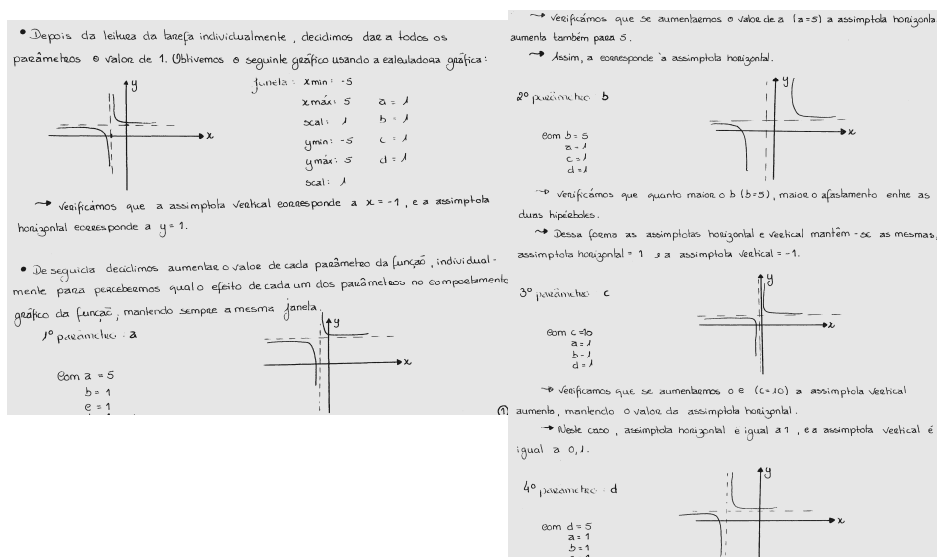 • Depois da leitura da tarefa individualmente, decidimos dar a todos os
parâmetros o valor de 1. Obtivemos o seguinte gráfico usando a calculadora gráfica:
y
x
Janela: xmin: -5
xmáx: 5 a = 1
scal: 1 b = 1
ymin: -5 c = 1
ymáx: 5 d = 1
scal: 1
→ Verificámos que a assimptota vertical corresponde a x = -1, e a assimptota
horizontal corresponde a y = 1.
• De seguida decidimos aumentar o valor de cada parâmetro da função, individual-
mente para percebermos qual o efeito de cada um dos parâmetros no comportamento
gráfico da função, mantendo sempre a mesma janela.
1º parâmetro: a
y
x
Com a = 5
b = 1
c = 1
→ Verificámos que se aumentarmos o valor de a (a=5) a assimptota horizonta
aumenta também para 5.
→ Assim, a corresponde à assimptota horizontal.
2º parâmetro b
y
x
Com b = 5
a = 1
c = 1
d = 1
→ Verificámos que quanto maior o b (b=5), maior o afastamento entre as
duas hipérboles.
→ Dessa forma as assimptotas horizontal e vertical mantêm-se as mesmas,
assimptota horizontal = 1 e a assimptota vertical = -1.
3º parâmetro c
y
x
Com c = 10
a = 1
b = 1
d = 1
→ Verificamos que se aumentarmos o c (c=10) a assimptota vertical
① aumenta, mantendo o valor da assimptota horizontal.
→ Neste caso, assimptota horizontal é igual a 1, e a assimptota vertical é
igual a 0,1.
4º parâmetro d
y
x
Com d = 5
a = 1
b = 1